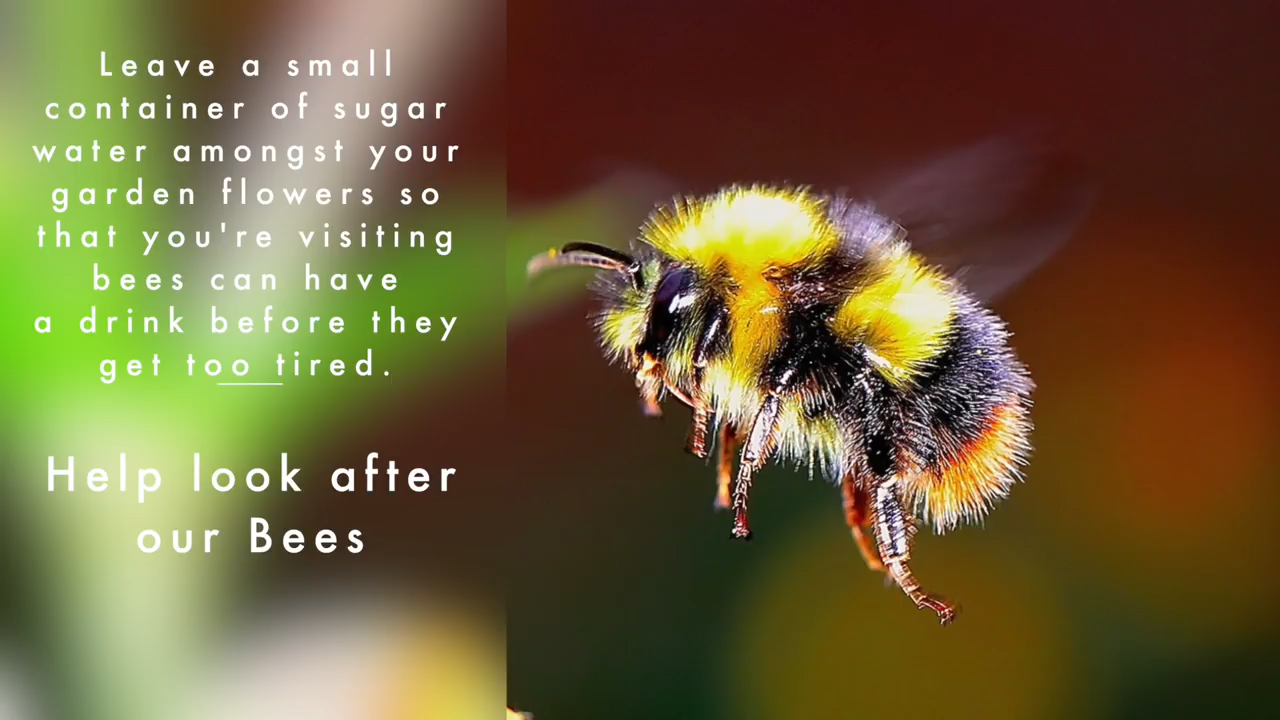 Leave a small
container of sugar
water amongst your
garden flowers so
that you're visiting
bees can have
a drink before they
get too tired.
Help look after
our Bees